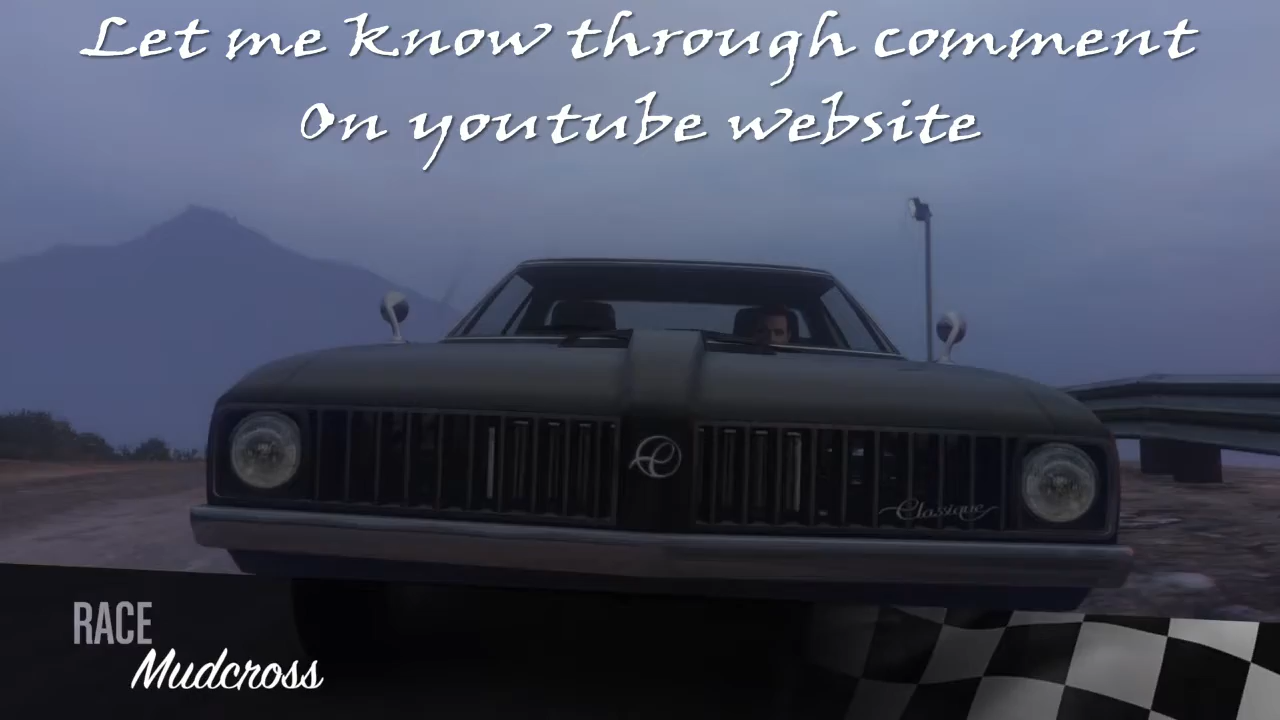 Let me know through comment
On youtube website
Classique
RACE
Mudcross